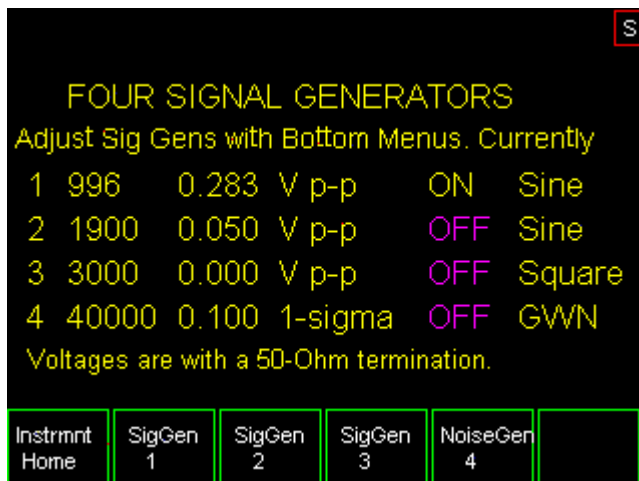 S
FOUR SIGNAL GENERATORS
Adjust Sig Gens with Bottom Menus. Currently
1 996 0.283 V p-p ON Sine
2 1900 0.050 V p-p OFF Sine
3 3000 0.000 V p-p OFF Square
4 40000 0.100 1-sigma OFF GWN
Voltages are with a 50-Ohm termination.
Instrmnt Home
SigGen 1
SigGen 2
SigGen 3
NoiseGen 4